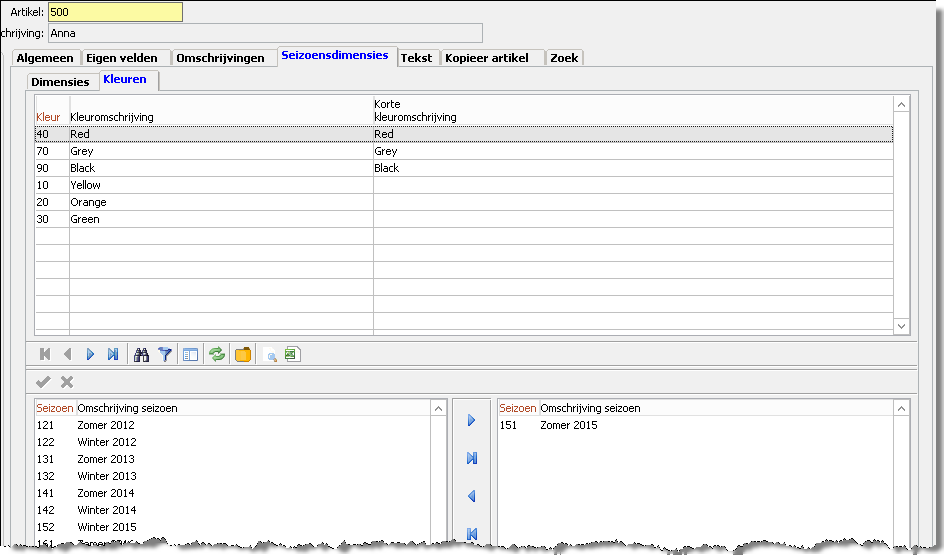 Artikel: 500
chrijving: Anna
Algemeen Eigen velden Omschrijvingen Seizoensdimensies Tekst Kopieer artikel Zoek
Dimensies Kleuren
Korte
Kleur Kleuromschrijving kleuromschrijving
40 Red Red
70 Grey Grey
90 Black Black
10 Yellow
20 Orange
30 Green
Seizoen Omschrijving seizoen
121 Zomer 2012
122 Winter 2012
131 Zomer 2013
132 Winter 2013
141 Zomer 2014
142 Winter 2014
152 Winter 2015
Seizoen Omschrijving seizoen
151 Zomer 2015